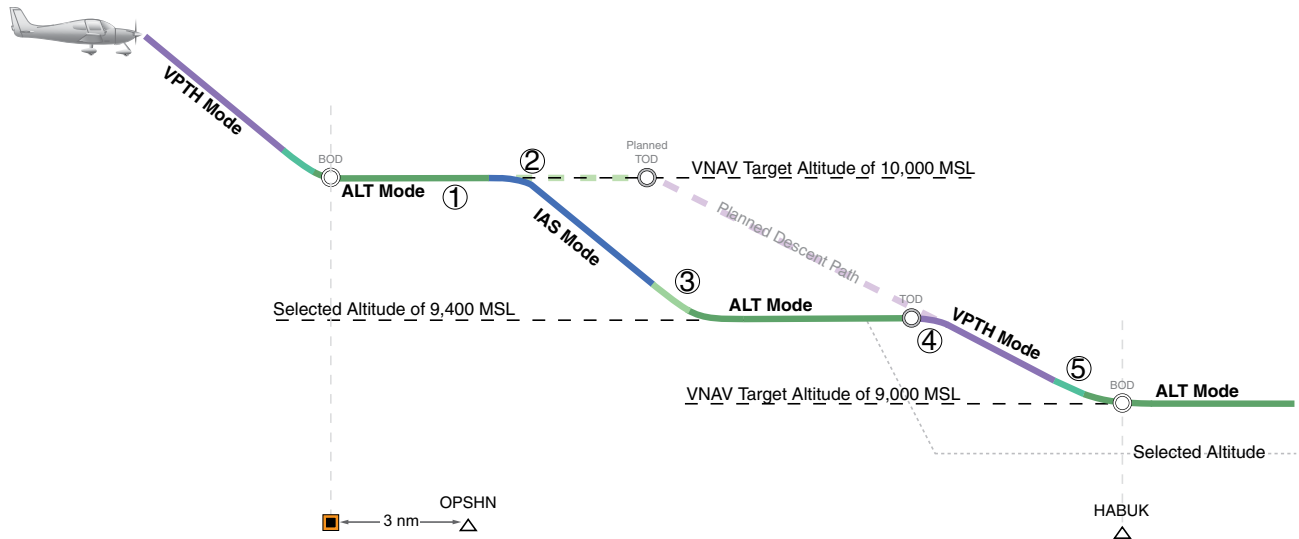 VPTH Mode
BOD
ALT Mode
①
②
Planned
TOD
VNAV Target Altitude of 10,000 MSL
IAS Mode
Planned Descent Path
③
Selected Altitude of 9,400 MSL
ALT Mode
TOD
④
VPTH Mode
⑤
VNAV Target Altitude of 9,000 MSL
BOD
ALT Mode
Selected Altitude
3 nm
OPSHN
HABUK